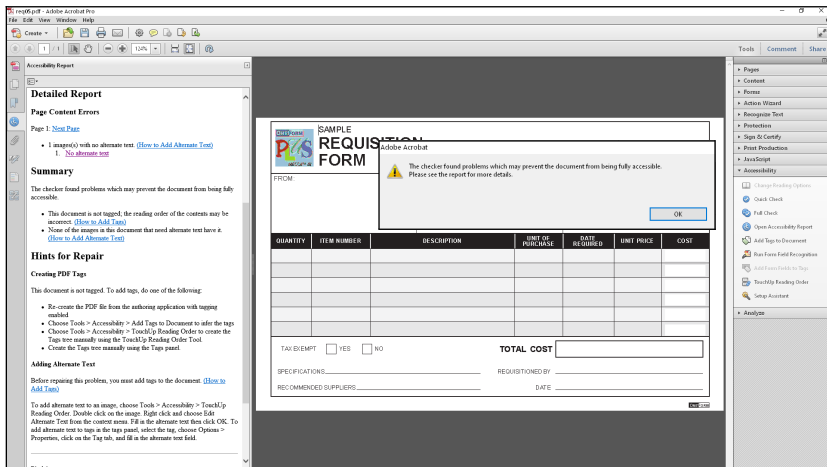 req05.pdf - Adobe Acrobat Pro
File Edit View Window Help
Create
1 / 1
124%
Tools Comment Share
Accessibility Report
Detailed Report
Page Content Errors
Page 1: Next Page
• 1 images(s) with no alternate text. (How to Add Alternate Text)
1. No alternate text
Summary
The checker found problems which may prevent the document from being fully
accessible.
• This document is not tagged; the reading order of the contents may be
incorrect. (How to Add Tags)
• None of the images in this document that need alternate text have it.
(How to Add Alternate Text)
Hints for Repair
Creating PDF Tags
This document is not tagged. To add tags, do one of the following:
• Re-create the PDF file from the authoring application with tagging
enabled
• Choose Tools > Accessibility > Add Tags to Document to infer the tags
• Choose Tools > Accessibility > TouchUp Reading Order to create the
Tags tree manually using the TouchUp Reading Order Tool.
• Create the Tags tree manually using the Tags panel.
Adding Alternate Text
Before repairing this problem, you must add tags to the document. (How to
Add Tags)
To add alternate text to an image, choose Tools > Accessibility > TouchUp
Reading Order. Double click on the image. Right click and choose Edit
Alternate Text from the context menu. Fill in the alternate text then click OK. To
add alternate text to tags in the tags panel, select the tag, choose Options >
Properties, click on the Tag tab, and fill in the alternate text field.
PLUS
SAMPLE
REQUISITION
FORM
FROM
Adobe Acrobat
The checker found problems which may prevent the document from being fully accessible.
Please see the report for more details.
OK
QUANTITY ITEM NUMBER DESCRIPTION UNIT OF PURCHASE DATE REQUIRED UNIT PRICE COST
TAX EXEMPT YES NO TOTAL COST
SPECIFICATIONS REQUISITIONED BY
RECOMMENDED SUPPLIERS DATE
Pages
Content
Forms
Action Wizard
Recognize Text
Protection
Sign & Certify
Print Production
JavaScript
Accessibility
Change Reading Options
Quick Check
Full Check
Open Accessibility Report
Add Tags to Document
Run Form Field Recognition
Add Form Fields to Tags
TouchUp Reading Order
Setup Assistant
Analyze